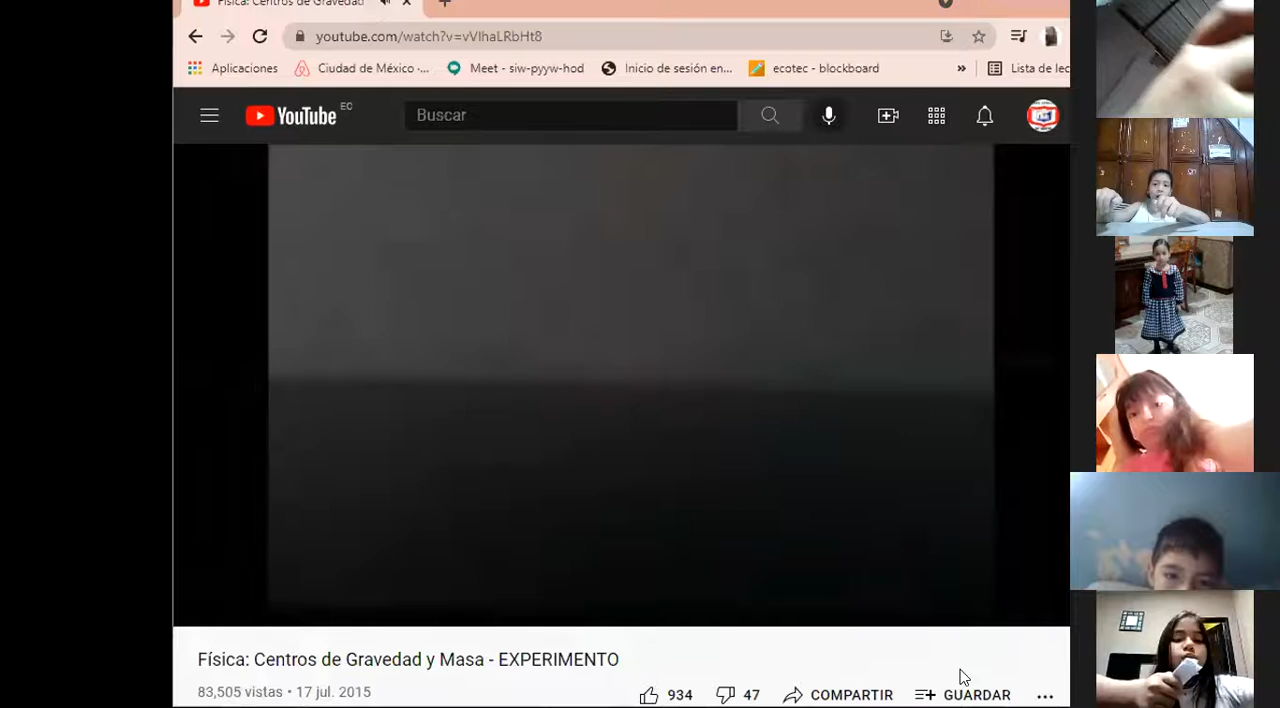 Física: Centros de Gravedad
youtube.com/watch?v=vVIhaLRbHt8
Aplicaciones
Ciudad de México ·...
Meet - siw-pyyw-hod
Inicio de sesión en...
ecotec - blockboard
»
Lista de lec
YouTube EC
Buscar
Física: Centros de Gravedad y Masa - EXPERIMENTO
83,505 vistas • 17 jul. 2015
934
47
COMPARTIR
GUARDAR